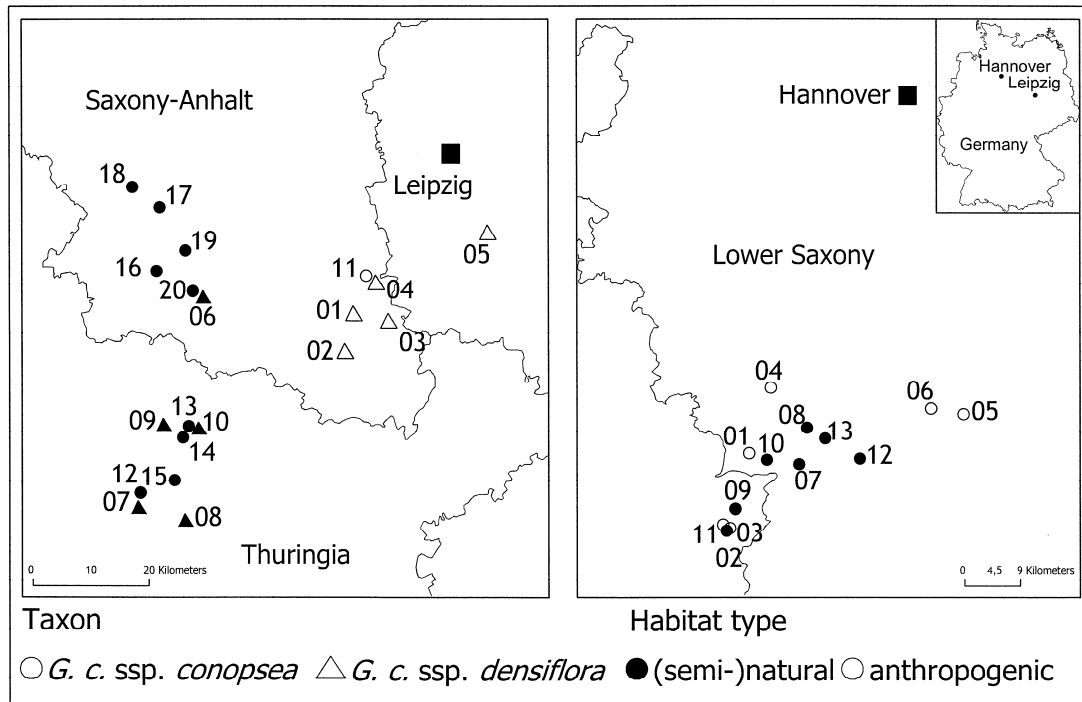 Saxony-Anhalt
Leipzig
18
17
19
16
20
06
05
11
04
01
03
02
13
09
10
14
12
15
07
08
Thuringia
0 10 20 Kilometers
Hannover
Hannover
Leipzig
Germany
Lower Saxony
04
06
05
08
13
01
10
12
07
09
11
03
02
0 4,5 9 Kilometers
Taxon
Habitat type
G. c. ssp. conopsea
G. c. ssp. densiflora
(semi-)natural
anthropogenic